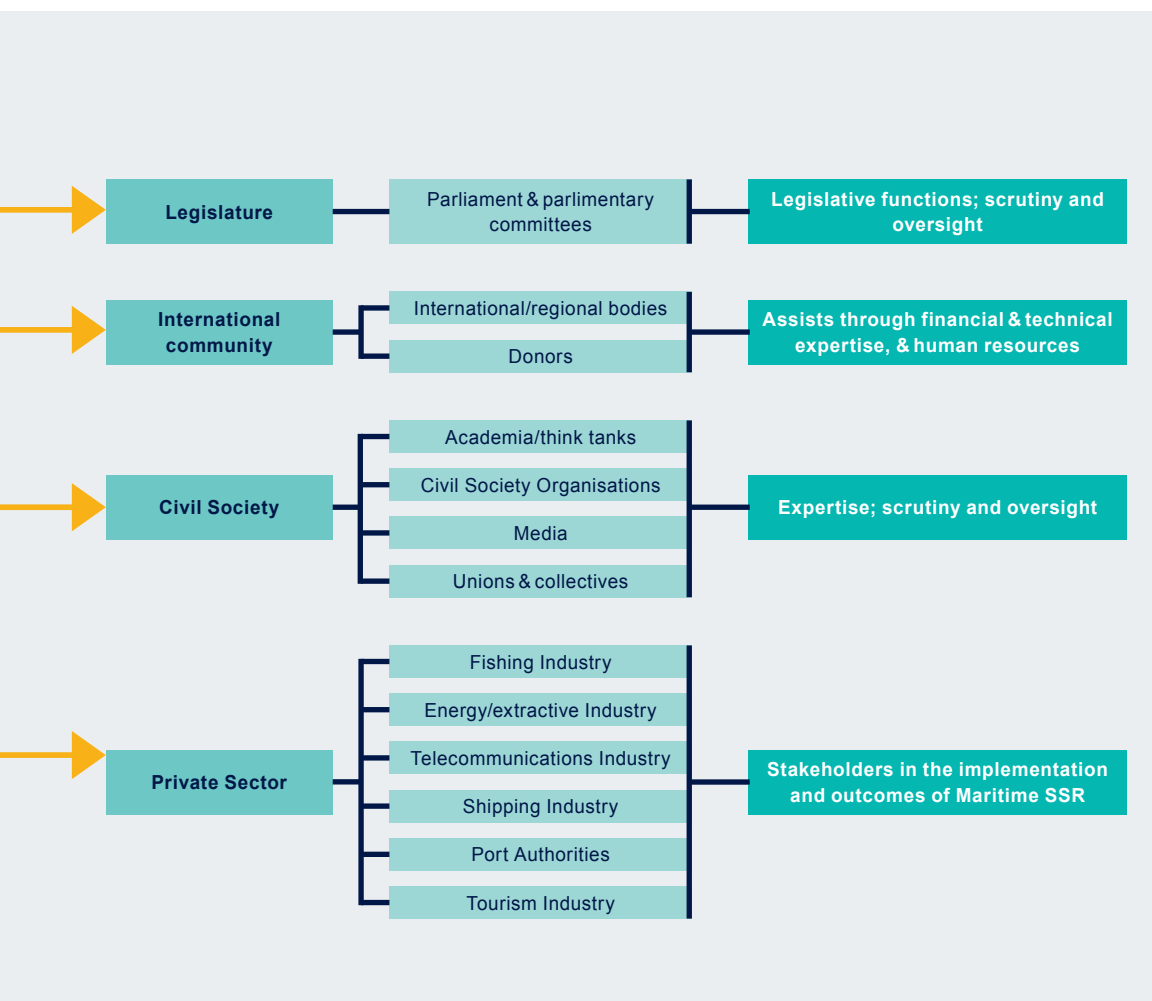 Legislature
Parliament & parlimentary
committees
Legislative functions; scrutiny and
oversight
International
community
International/regional bodies
Donors
Assists through financial & technical
expertise, & human resources
Civil Society
Academia/think tanks
Civil Society Organisations
Media
Unions & collectives
Expertise; scrutiny and oversight
Private Sector
Fishing Industry
Energy/extractive Industry
Telecommunications Industry
Shipping Industry
Port Authorities
Tourism Industry
Stakeholders in the implementation
and outcomes of Maritime SSR